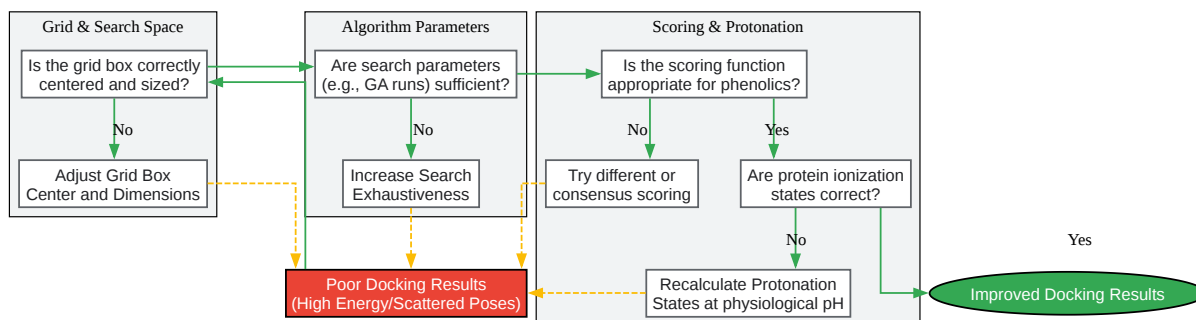 Grid & Search Space
Is the grid box correctly
centered and sized?
No
Adjust Grid Box
Center and Dimensions
Algorithm Parameters
Are search parameters
(e.g., GA runs) sufficient?
No
Increase Search
Exhaustiveness
Scoring & Protonation
Is the scoring function
appropriate for phenolics?
No
Yes
Try different or
consensus scoring
Are protein ionization
states correct?
No
Yes
Poor Docking Results
(High Energy/Scattered Poses)
Recalculate Protonation
States at physiological pH
Improved Docking Results